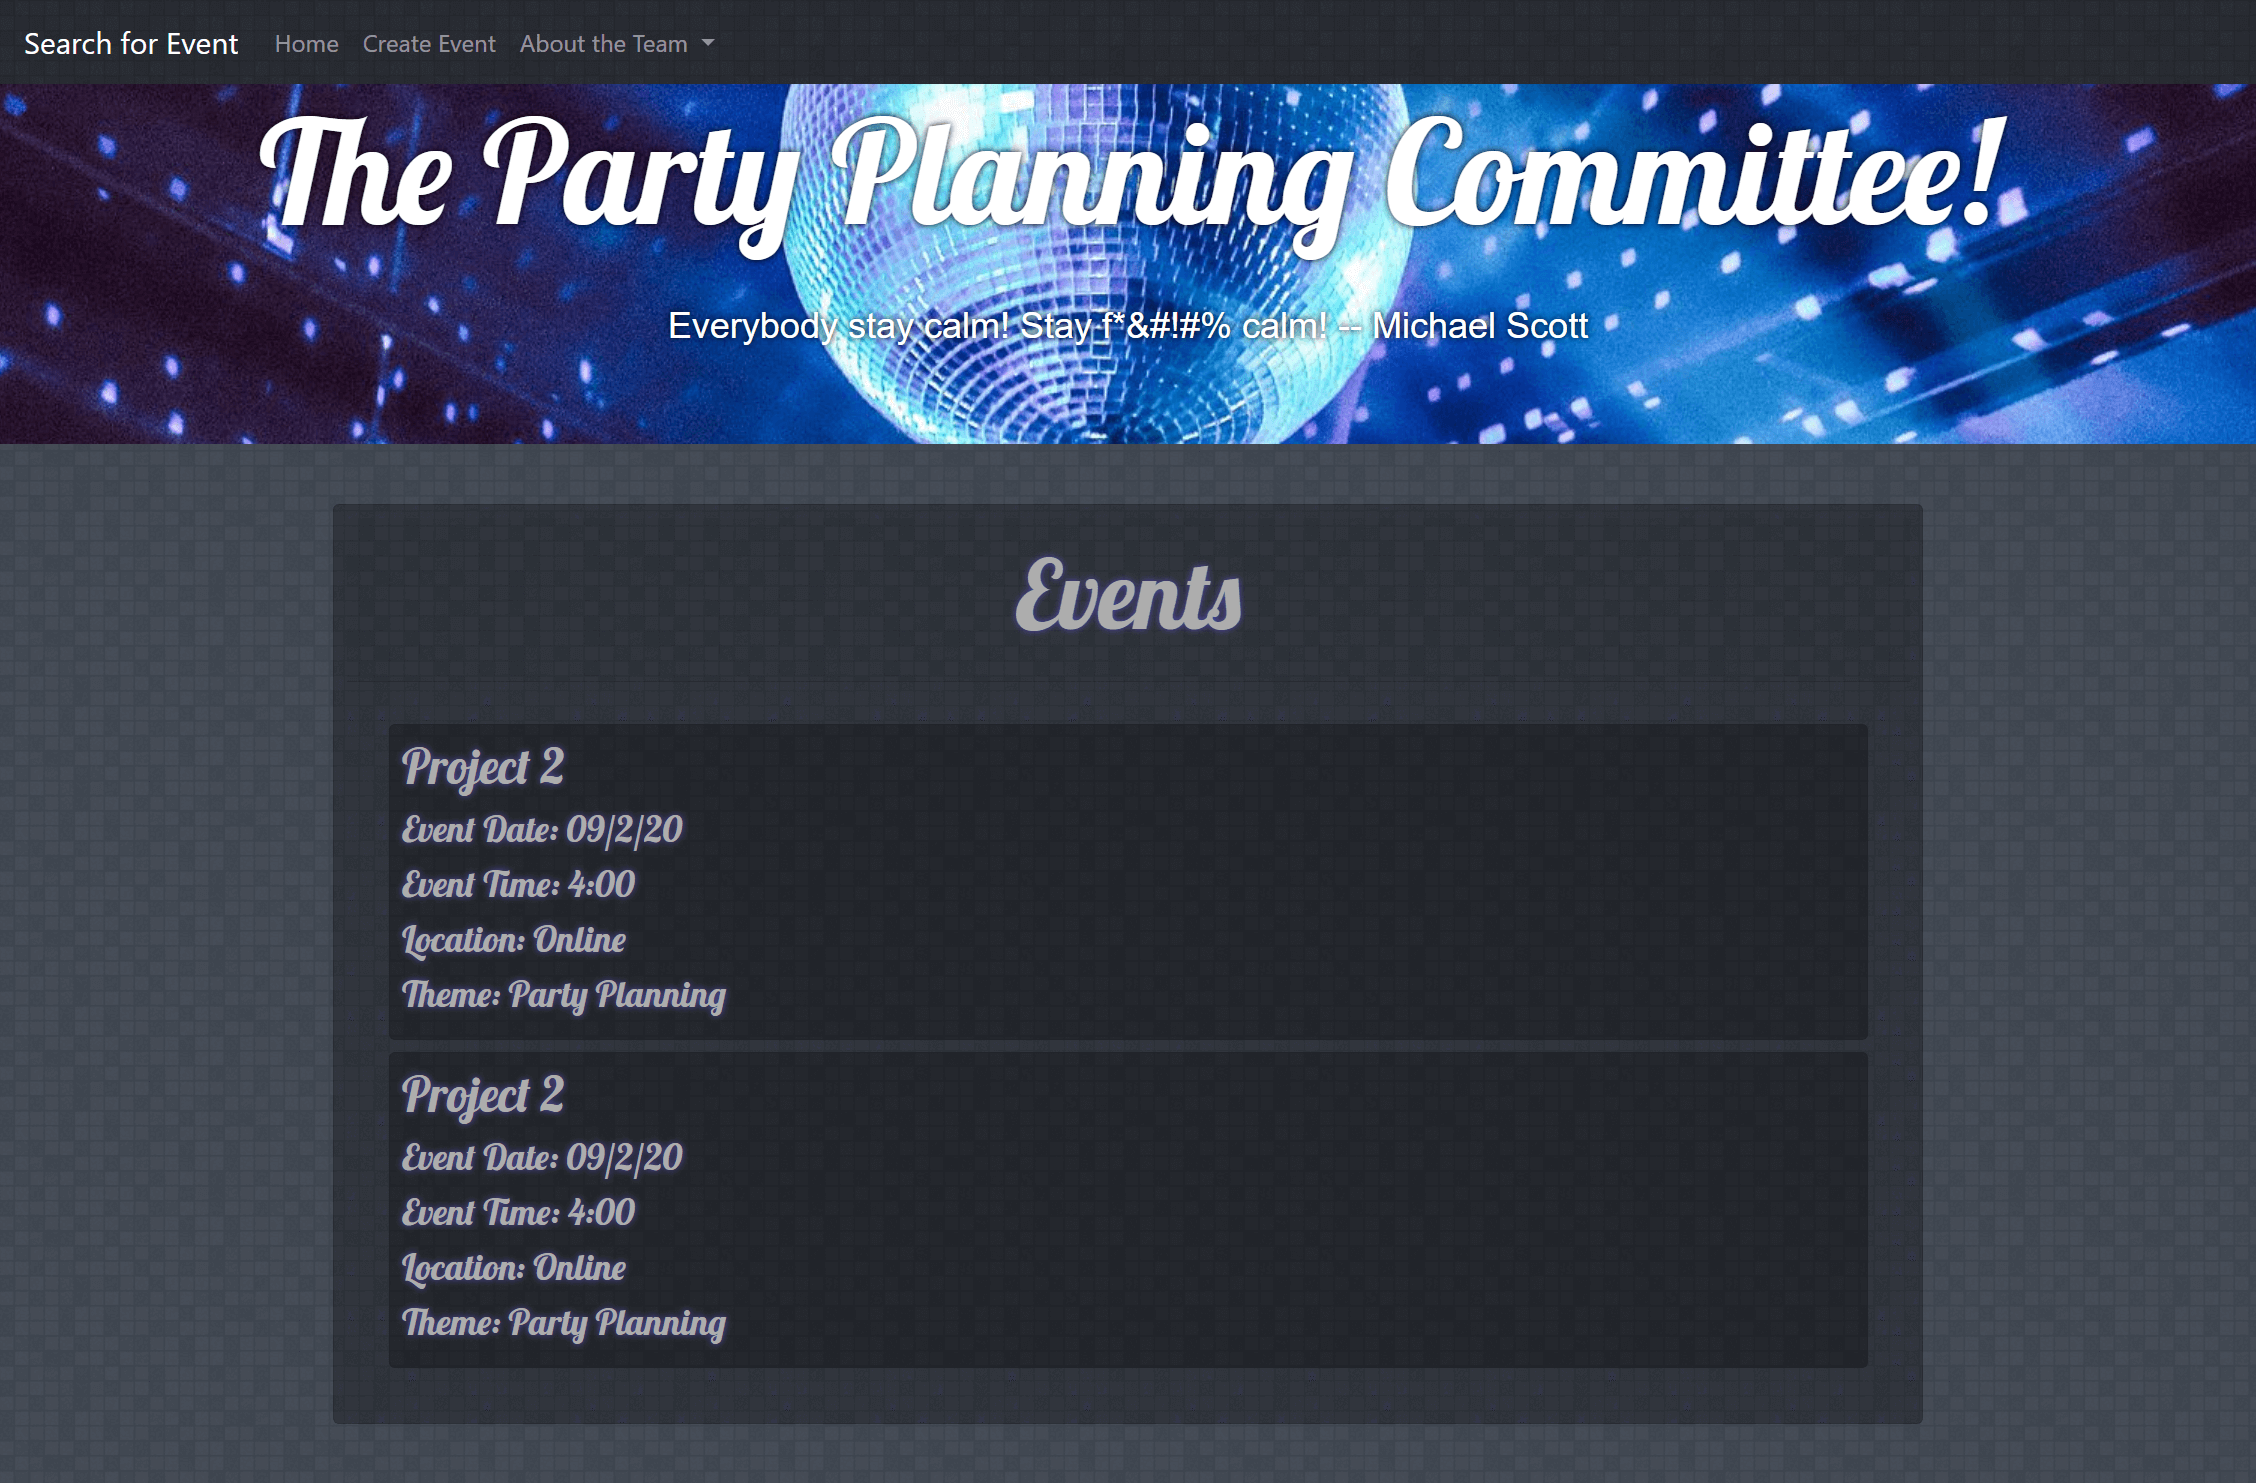 Search for Event Home Create Event About the Team
The Party Planning Committee!
Everybody stay calm! Stay f*&#!#% calm! -- Michael Scott
Events
Project 2
Event Date: 09/2/20
Event Time: 4:00
Location: Online
Theme: Party Planning
Project 2
Event Date: 09/2/20
Event Time: 4:00
Location: Online
Theme: Party Planning